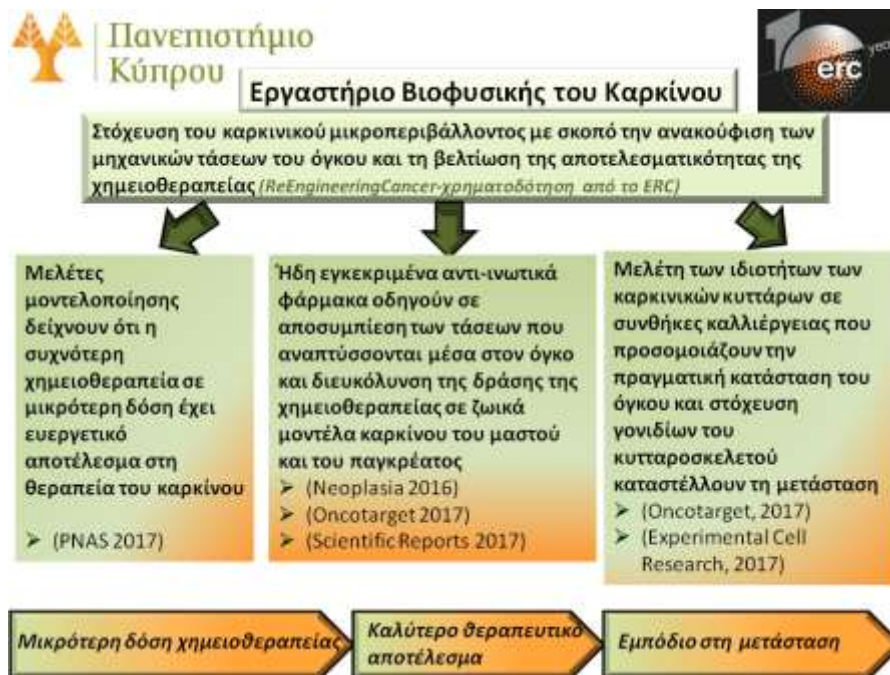 Πανεπιστήμιο
Κύπρου
erc
Εργαστήριο Βιοφυσικής του Καρκίνου
Στόχευση του καρκινικού μικροπεριβάλλοντος με σκοπό την ανακούφιση των
μηχανικών τάσεων του όγκου και τη βελτίωση της αποτελεσματικότητας της
χημειοθεραπείας (ReEngineeringCancer-χρηματοδότηση από το ERC)
Μελέτες
μοντελοποίησης
δείχνουν ότι η
συχνότερη
χημειοθεραπεία σε
μικρότερη δόση έχει
ευεργετικό
αποτέλεσμα στη
θεραπεία του καρκίνου
➢ (PNAS 2017)
Ήδη εγκεκριμένα αντι-ινωτικά
φάρμακα οδηγούν σε
αποσυμπίεση των τάσεων που
αναπτύσσονται μέσα στον όγκο
και διευκόλυνση της δράσης της
χημειοθεραπείας σε ζωικά
μοντέλα καρκίνου του μαστού
και του παγκρέατος
➢ (Neoplasia 2016)
➢ (Oncotarget 2017)
➢ (Scientific Reports 2017)
Μελέτη των ιδιοτήτων των
καρκινικών κυττάρων σε
συνθήκες καλλιέργειας που
προσομοιάζουν την
πραγματική κατάσταση του
όγκου και στόχευση
γονιδίων του
κυτταροσκελετού
καταστέλλουν τη μετάσταση
➢ (Oncotarget, 2017)
➢ (Experimental Cell
Research, 2017)
Μικρότερη δόση χημειοθεραπείας
Καλύτερο θεραπευτικό
αποτέλεσμα
Εμπόδιο στη μετάσταση